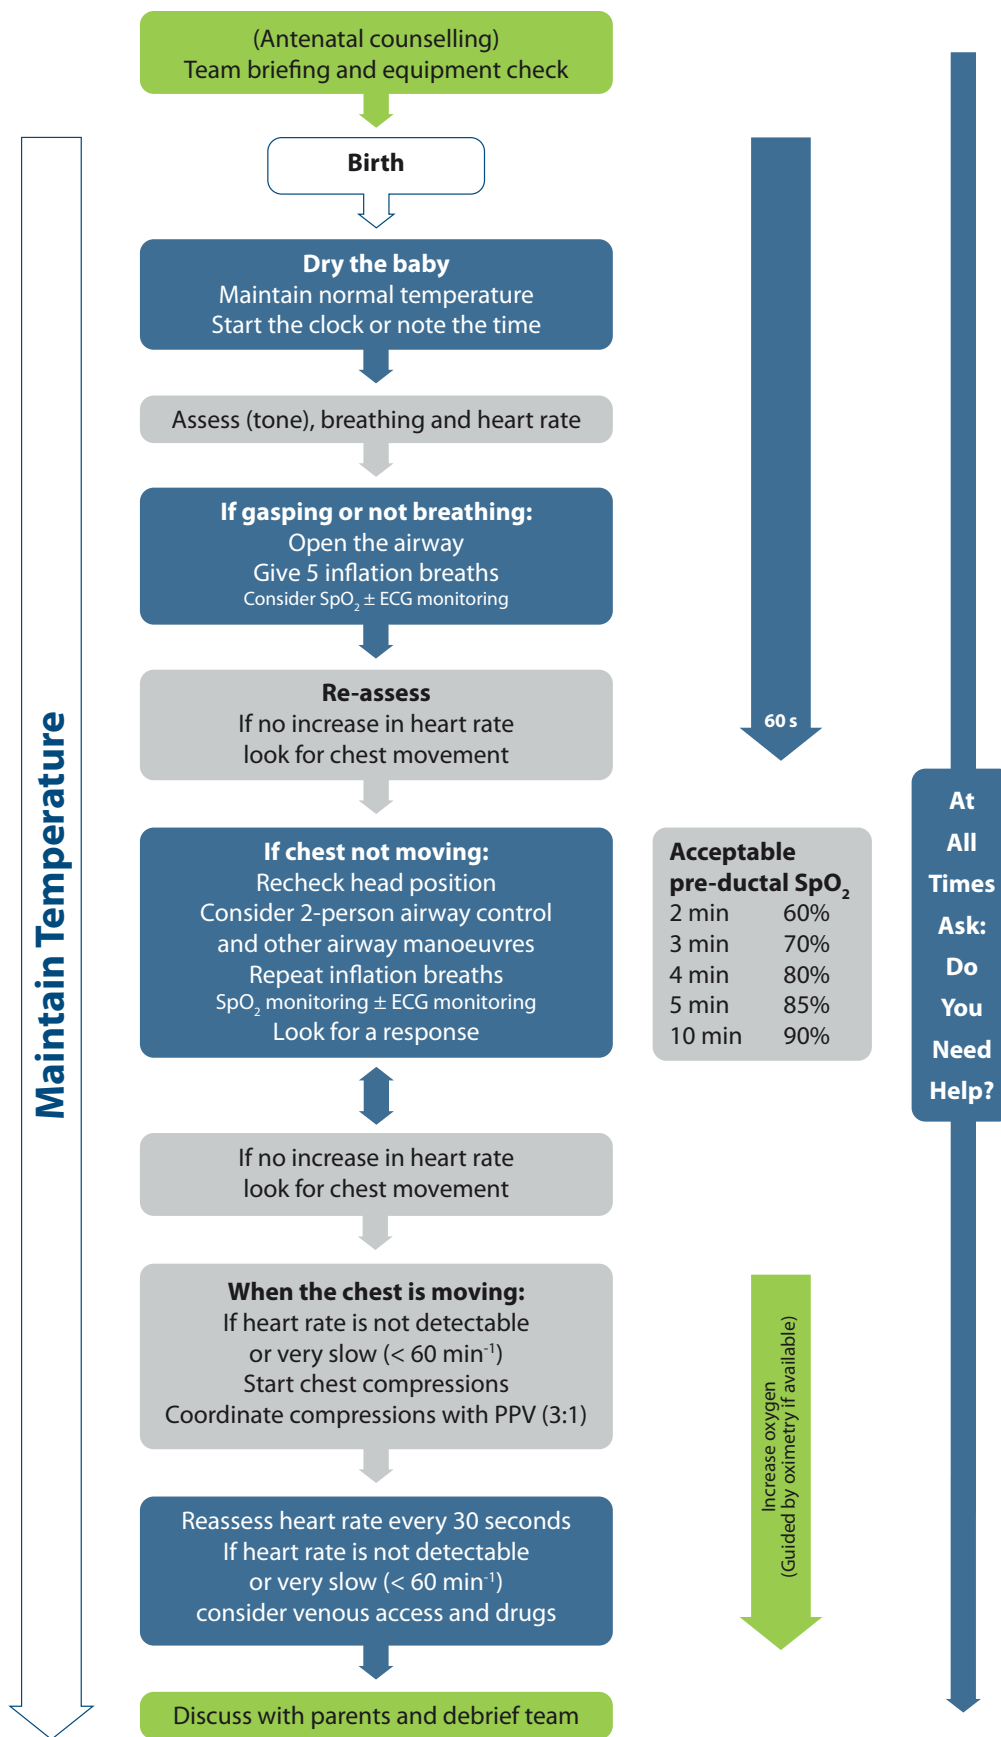 (Antenatal counselling)
Team briefing and equipment check
Birth
Dry the baby
Maintain normal temperature
Start the clock or note the time
Assess (tone), breathing and heart rate
If gasping or not breathing:
Open the airway
Give 5 inflation breaths
Consider SpO₂ ± ECG monitoring
Re-assess
If no increase in heart rate
look for chest movement
If chest not moving:
Recheck head position
Consider 2-person airway control
and other airway manoeuvres
Repeat inflation breaths
SpO₂ monitoring ± ECG monitoring
Look for a response
If no increase in heart rate
look for chest movement
When the chest is moving:
If heart rate is not detectable
or very slow (< 60 min⁻¹)
Start chest compressions
Coordinate compressions with PPV (3:1)
Reassess heart rate every 30 seconds
If heart rate is not detectable
or very slow (< 60 min⁻¹)
consider venous access and drugs
Discuss with parents and debrief team
Maintain Temperature
60 s
Acceptable
pre-ductal SpO₂
2 min 60%
3 min 70%
4 min 80%
5 min 85%
10 min 90%
Increase oxygen
(Guided by oximetry if available)
At
All
Times
Ask:
Do
You
Need
Help?